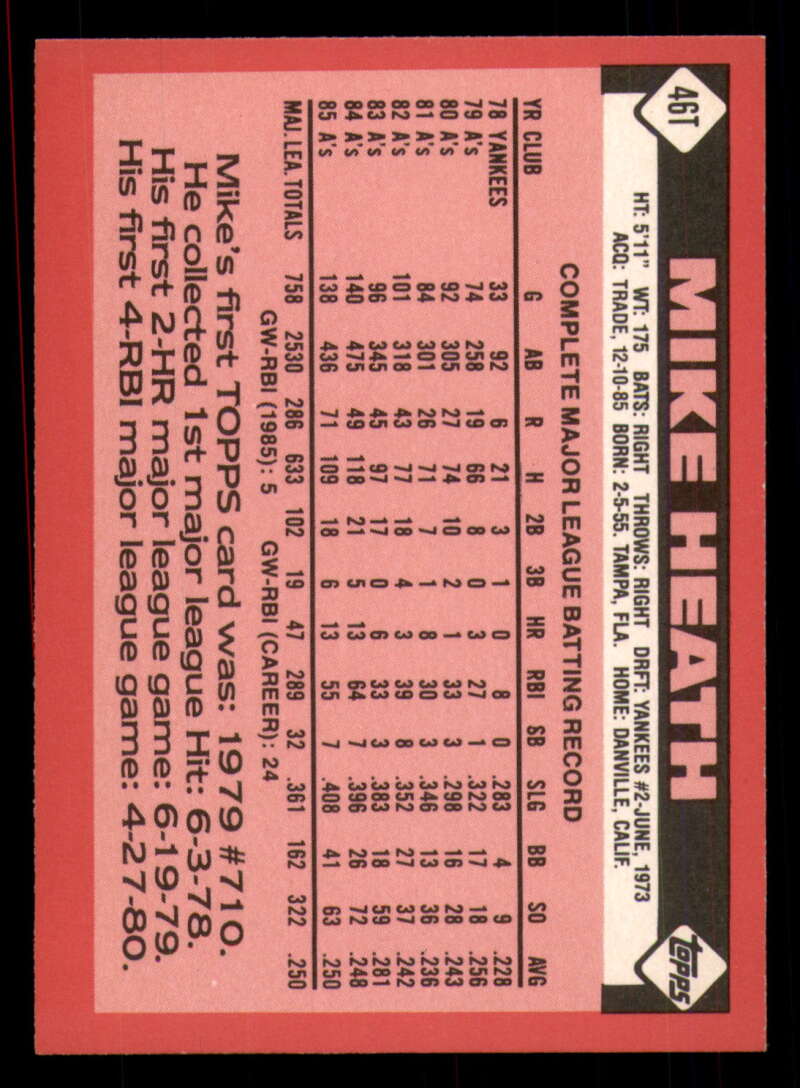 46T
MIKE HEATH
topps
HT: 5'11" WT: 175 BATS: RIGHT THROWS: RIGHT DRFT: YANKEES #2-JUNE, 1973
ACQ: TRADE, 12-10-85 BORN: 2-5-55. TAMPA, FLA. HOME: DANVILLE, CALIF.
COMPLETE MAJOR LEAGUE BATTING RECORD
YR CLUB G AB R H 2B 3B HR RBI SB SLG BB SO AVG
78 YANKEES 33 92 6 21 3 1 0 8 0 .283 4 9 .228
79 A's 74 258 19 66 8 0 3 27 1 .322 17 18 .256
80 A's 92 305 27 74 10 2 1 33 3 .298 16 28 .243
81 A's 84 301 26 71 7 1 8 30 3 .346 13 36 .236
82 A's 101 318 43 77 18 4 3 39 8 .352 27 37 .242
83 A's 96 345 45 97 17 0 6 33 3 .383 18 59 .281
84 A's 140 475 49 118 21 5 13 64 7 .396 26 72 .248
85 A's 138 436 71 109 18 6 13 55 7 .408 41 63 .250
MAJ. LEA. TOTALS 758 2530 286 633 102 19 47 289 32 .361 162 322 .250
GW-RBI (1985): 5 GW-RBI (CAREER): 24
Mike's first TOPPS card was: 1979 #710.
He collected 1st major league Hit: 6-3-78.
His first 2-HR major league game: 6-19-79.
His first 4-RBI major league game: 4-27-80.